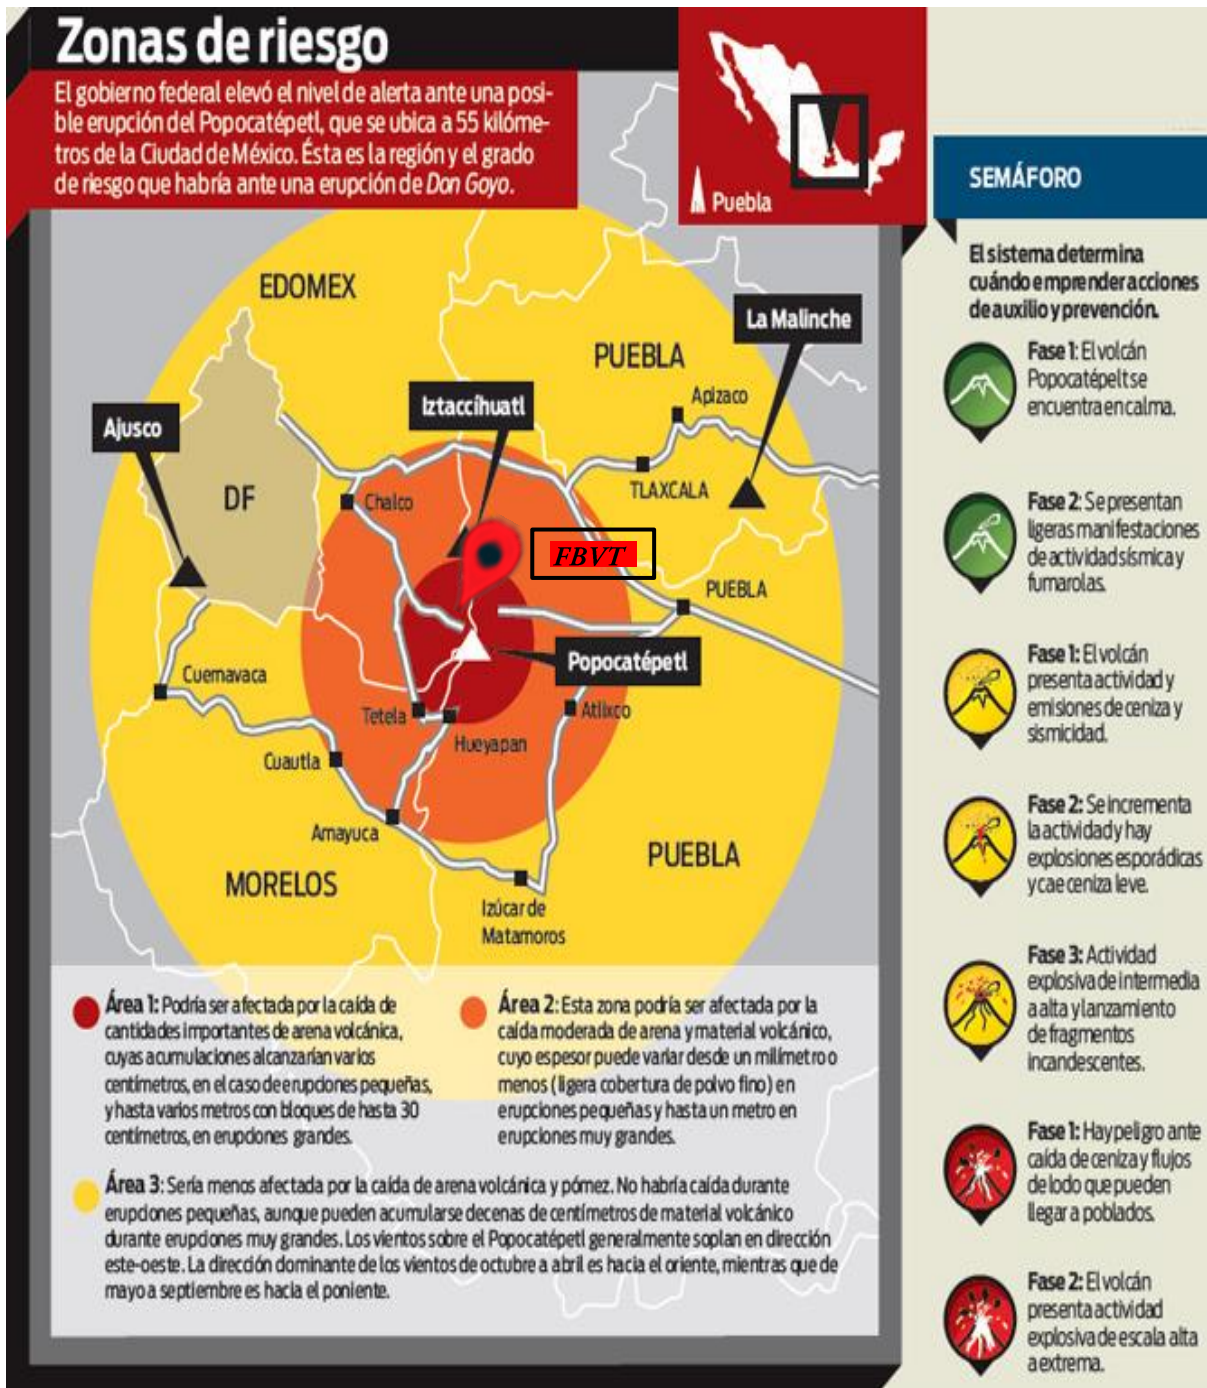 Zonas de riesgo
El gobierno federal elevó el nivel de alerta ante una posi-
ble erupción del Popocatépetl, que se ubica a 55 kilóme-
tros de la Ciudad de México. Ésta es la región y el grado
de riesgo que habría ante una erupción de Don Goyo.
Puebla
EDOMEX
La Malinche
PUEBLA
Apizaco
Iztaccíhuatl
Ajusco
DF
Chalco
TLAXCALA
FBVT
PUEBLA
Popocatépetl
Cuernavaca
Tetela
Atlixco
Hueyapan
Cuautla
Amayuca
PUEBLA
MORELOS
Izúcar de
Matamoros
Área 1: Podría ser afectada por la caída de
cantidades importantes de arena volcánica,
cuyas acumulaciones alcanzarían varios
centímetros, en el caso de erupciones pequeñas,
y hasta varios metros con bloques de hasta 30
centímetros, en erupciones grandes.
Área 2: Esta zona podría ser afectada por la
caída moderada de arena y material volcánico,
cuyo espesor puede variar desde un milímetro o
menos (ligera cobertura de polvo fino) en
erupciones pequeñas y hasta un metro en
erupciones muy grandes.
Área 3: Sería menos afectada por la caída de arena volcánica y pómez. No habría caída durante
erupciones pequeñas, aunque pueden acumularse decenas de centímetros de material volcánico
durante erupciones muy grandes. Los vientos sobre el Popocatépetl generalmente soplan en dirección
este-oeste. La dirección dominante de los vientos de octubre a abril es hacia el oriente, mientras que de
mayo a septiembre es hacia el poniente.
SEMÁFORO
El sistema determina
cuándo emprender acciones
de auxilio y prevención.
Fase 1: El volcán
Popocatépelt se
encuentra en calma.
Fase 2: Se presentan
ligeras manifestaciones
de actividad sísmica y
fumarolas.
Fase 1: El volcán
presenta actividad y
emisiones de ceniza y
sismicidad.
Fase 2: Se incrementa
la actividad y hay
explosiones esporádicas
y cae ceniza leve.
Fase 3: Actividad
explosiva de intermedia
a alta y lanzamiento
de fragmentos
incandescentes.
Fase 1: Hay peligro ante
caída de ceniza y flujos
de lodo que pueden
llegar a poblados.
Fase 2: El volcán
presenta actividad
explosiva de escala alta
a extrema.